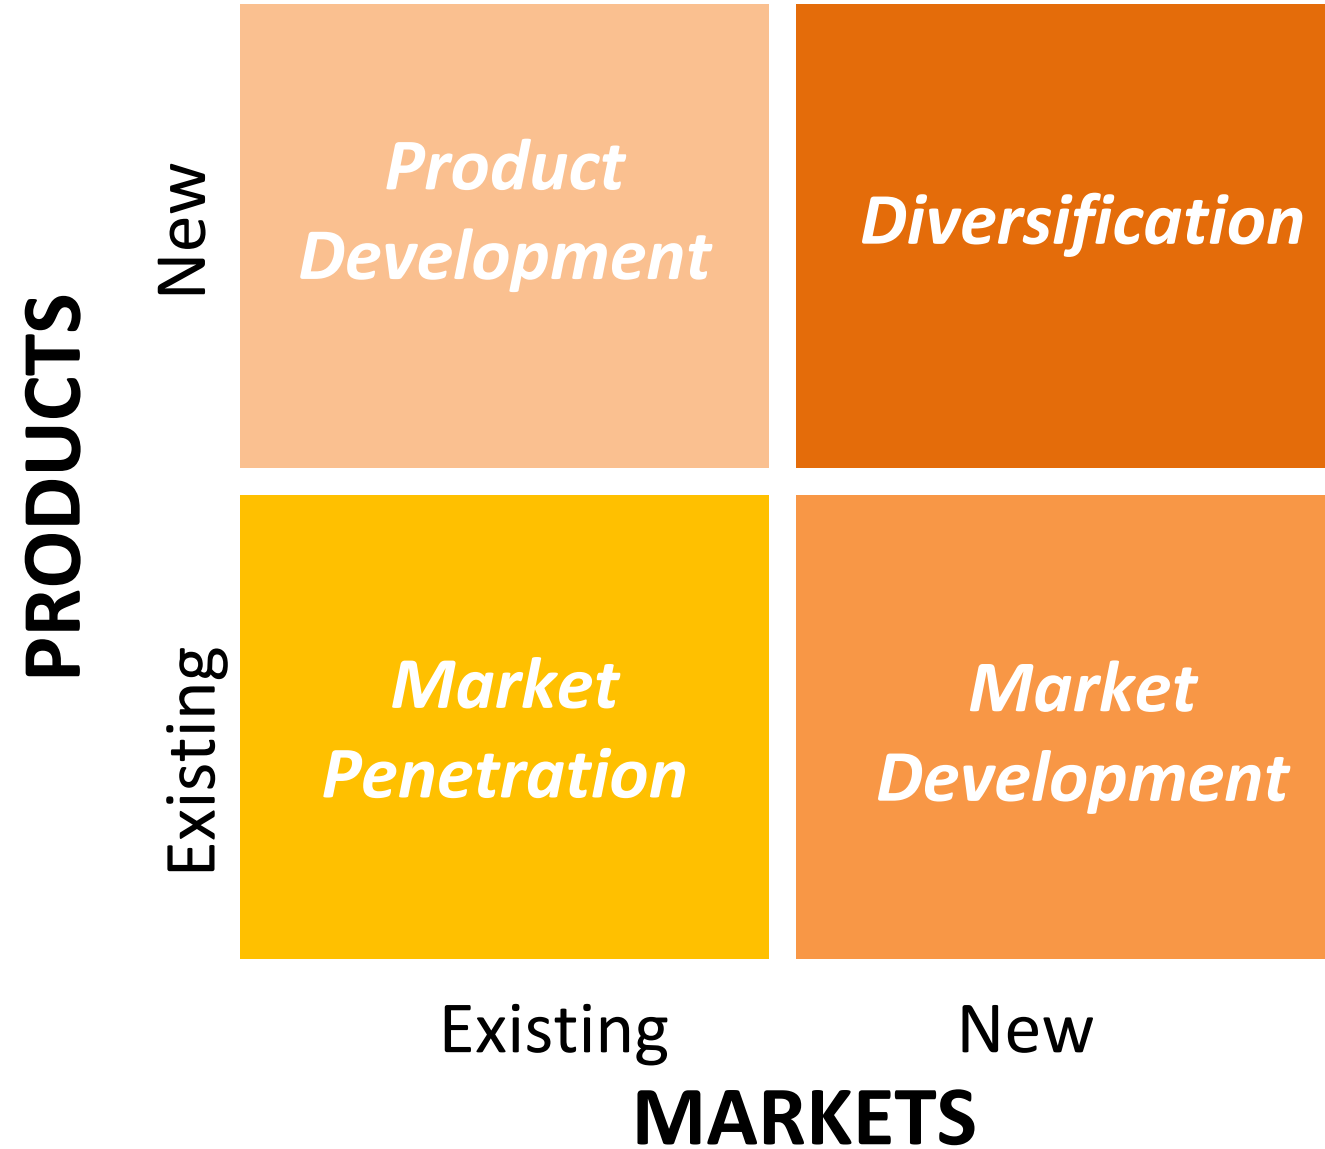 PRODUCTS
New
Product
Development
Diversification
Existing
Market
Penetration
Market
Development
Existing
New
MARKETS